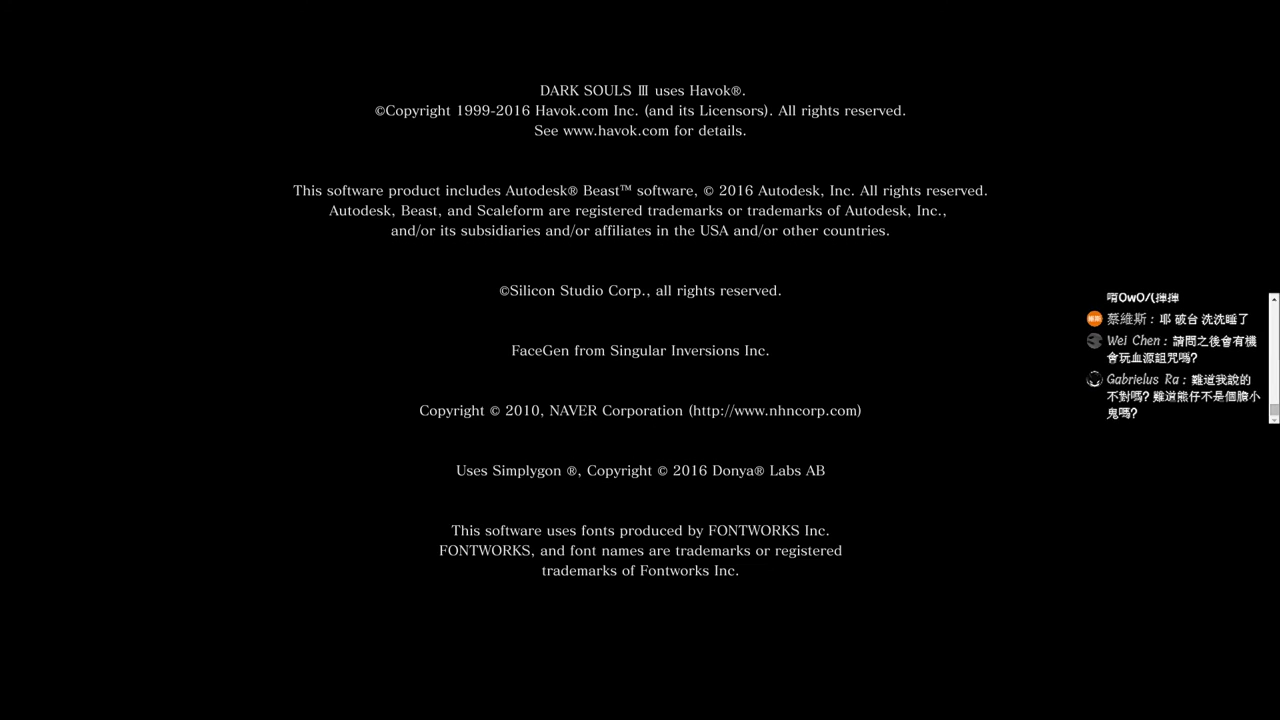 DARK SOULS Ⅲ uses Havok®.
©Copyright 1999-2016 Havok.com Inc. (and its Licensors). All rights reserved.
See www.havok.com for details.
This software product includes Autodesk® Beast™ software, © 2016 Autodesk, Inc. All rights reserved.
Autodesk, Beast, and Scaleform are registered trademarks or trademarks of Autodesk, Inc.,
and/or its subsidiaries and/or affiliates in the USA and/or other countries.
©Silicon Studio Corp., all rights reserved.
FaceGen from Singular Inversions Inc.
Copyright © 2010, NAVER Corporation (http://www.nhncorp.com)
Uses Simplygon ®, Copyright © 2016 Donya® Labs AB
This software uses fonts produced by FONTWORKS Inc.
FONTWORKS, and font names are trademarks or registered
trademarks of Fontworks Inc.
OwO/(揮揮
蔡維斯 : 耶 破台 洗洗睡了
Wei Chen : 請問之後會有機
會玩血源詛咒嗎?
Gabrielus Ra : 難道我說的
不對嗎? 難道熊仔不是個膽小
鬼嗎?